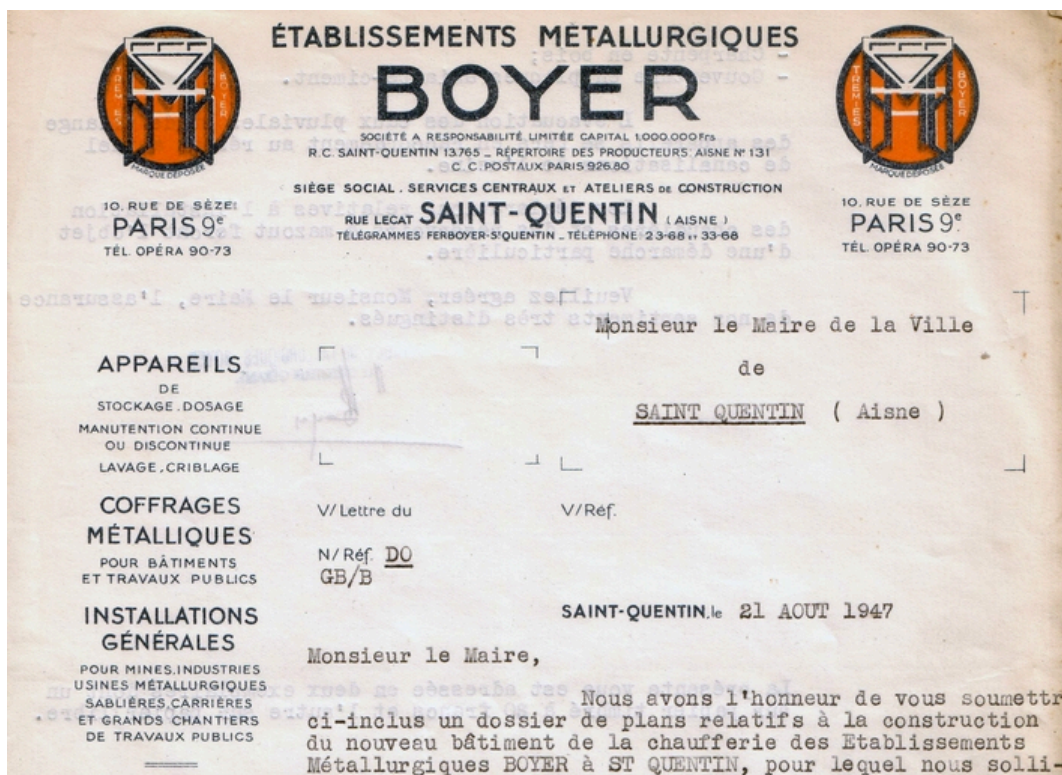 ÉTABLISSEMENTS MÉTALLURGIQUES
BOYER
SOCIÉTÉ A RESPONSABILITÉ LIMITÉE CAPITAL 1.000.000 Frs
R.C. SAINT-QUENTIN 13.765 _ RÉPERTOIRE DES PRODUCTEURS: AISNE N° 131
C.C. POSTAUX PARIS 926.80
SIÈGE SOCIAL. SERVICES CENTRAUX ET ATELIERS DE CONSTRUCTION
RUE LECAT SAINT-QUENTIN (AISNE)
TÉLÉGRAMMES FERBOYER-ST QUENTIN _ TÉLÉPHONE: 23-68 ET 33-68
TREMIES BOYER
MARQUE DÉPOSÉE
10. RUE DE SÈZE
PARIS 9e
TÉL. OPÉRA 90-73
TREMIES BOYER
MARQUE DÉPOSÉE
10. RUE DE SÈZE
PARIS 9e
TÉL. OPÉRA 90-73
Monsieur le Maire de la Ville
de
SAINT QUENTIN ( Aisne )
APPAREILS
DE
STOCKAGE. DOSAGE
MANUTENTION CONTINUE
OU DISCONTINUE
LAVAGE. CRIBLAGE
COFFRAGES
MÉTALLIQUES
POUR BÂTIMENTS
ET TRAVAUX PUBLICS
INSTALLATIONS
GÉNÉRALES
POUR MINES. INDUSTRIES
USINES MÉTALLURGIQUES
SABLIÈRES. CARRIÈRES
ET GRANDS CHANTIERS
DE TRAVAUX PUBLICS
V/ Lettre du
V/ Réf.
N/ Réf. DO
GB/B
SAINT-QUENTIN, le 21 AOUT 1947
Monsieur le Maire,
Nous avons l'honneur de vous soumettr
ci-inclus un dossier de plans relatifs à la construction
du nouveau bâtiment de la chaufferie des Etablissements
Métallurgiques BOYER à ST QUENTIN, pour lequel nous solli-